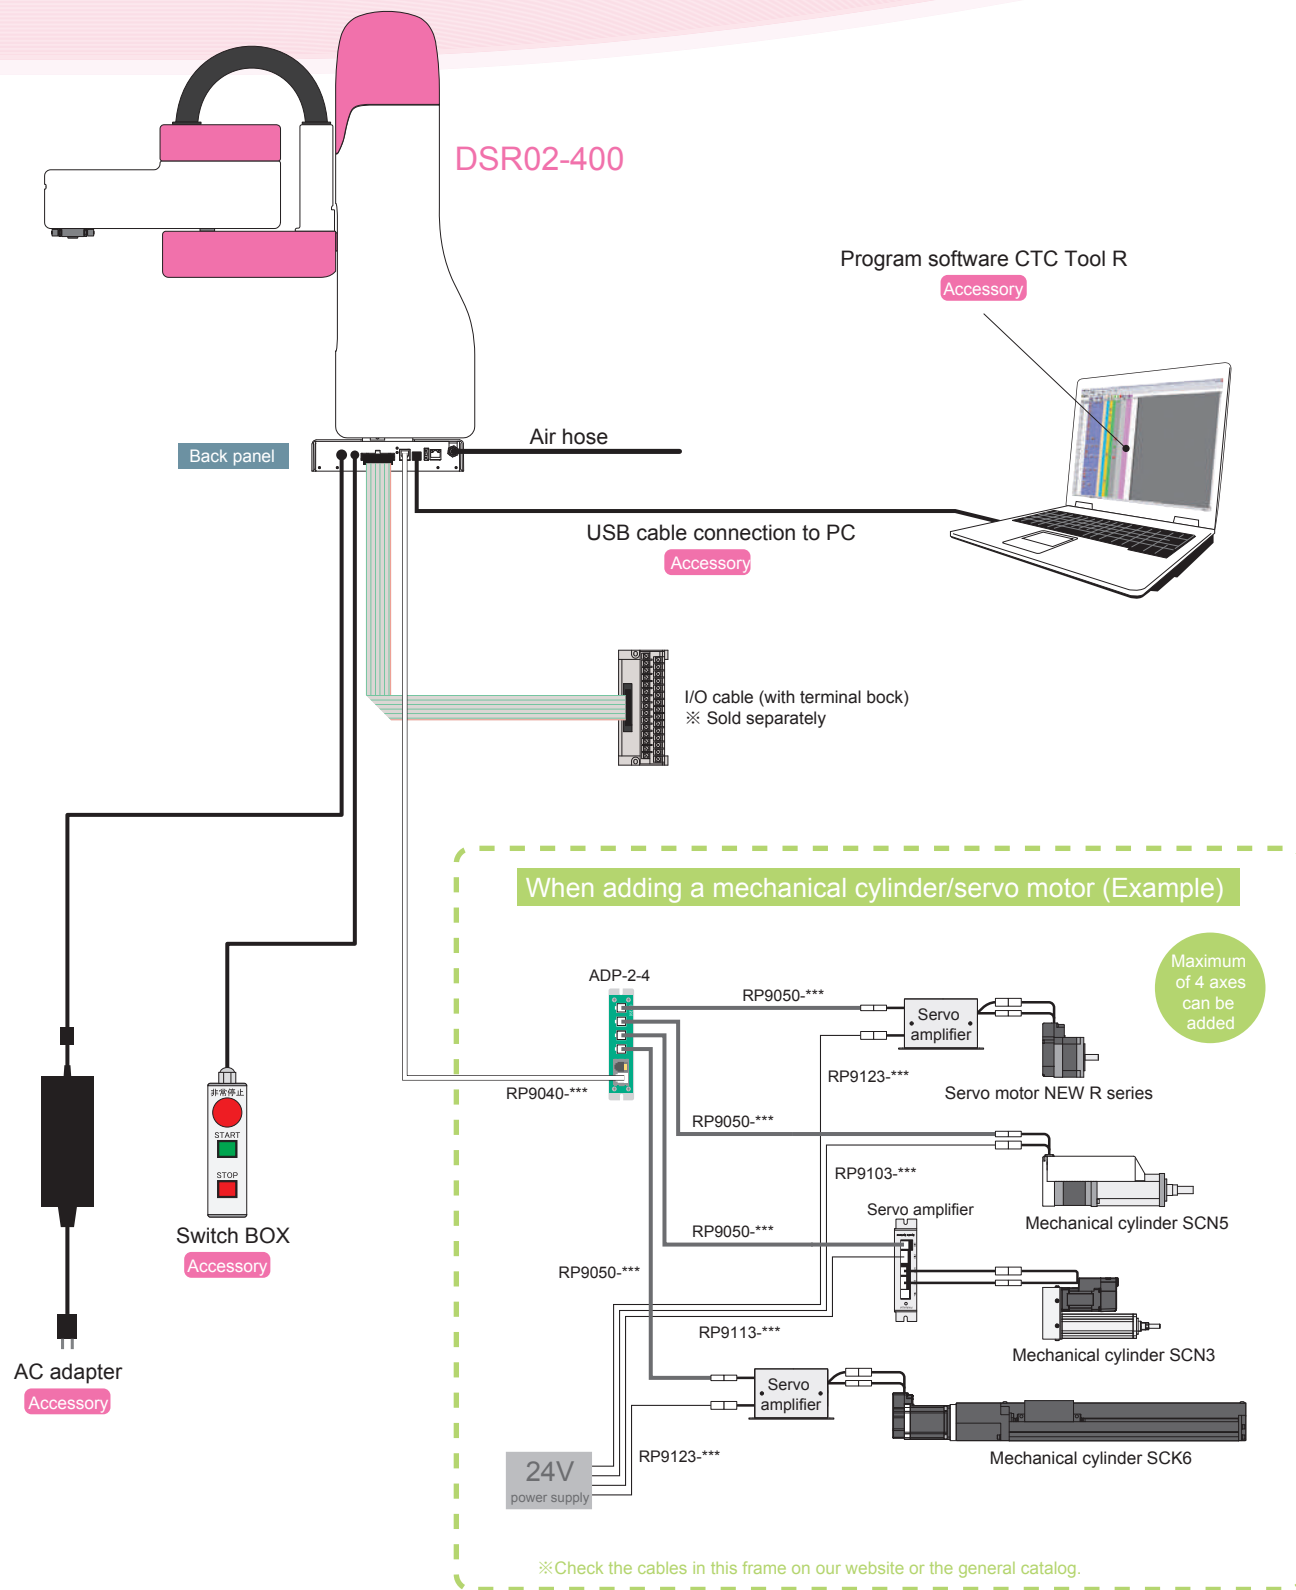 DSR02-400
Program software CTC Tool R
Accessory
Air hose
Back panel
USB cable connection to PC
Accessory
I/O cable (with terminal bock)
※ Sold separately
When adding a mechanical cylinder/servo motor (Example)
Maximum
of 4 axes
can be
added
ADP-2-4
RP9050-***
Servo
amplifier
RP9123-***
RP9040-***
Servo motor NEW R series
非常停止
START
STOP
RP9050-***
RP9103-***
Servo amplifier
Mechanical cylinder SCN5
Switch BOX
Accessory
RP9050-***
RP9050-***
RP9113-***
Mechanical cylinder SCN3
AC adapter
Accessory
Servo
amplifier
Mechanical cylinder SCK6
RP9123-***
24V
power supply
※Check the cables in this frame on our website or the general catalog.